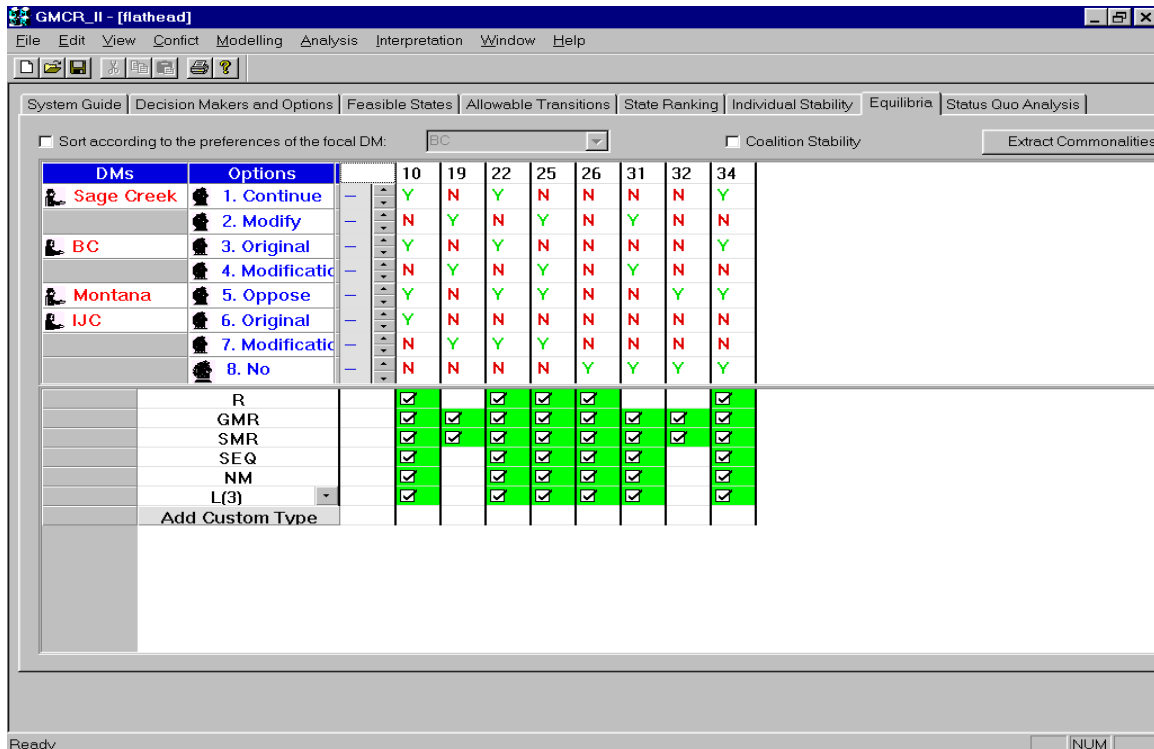 GMCR_II - [flathead]
File Edit View Confict Modelling Analysis Interpretation Window Help
System Guide Decision Makers and Options Feasible States Allowable Transitions State Ranking Individual Stability Equilibria Status Quo Analysis
Sort according to the preferences of the focal DM: BC Coalition Stability Extract Commonalities
DMs Options 10 19 22 25 26 31 32 34
Sage Creek 1. Continue – Y N Y N N N N Y
2. Modify – N Y N Y N Y N N
BC 3. Original – Y N Y N N N N Y
4. Modificatio – N Y N Y N Y N N
Montana 5. Oppose – Y N Y Y N N Y Y
IJC 6. Original – Y N N N N N N N
7. Modificatio – N Y Y Y N N N N
8. No – N N N N Y Y Y Y
R
GMR
SMR
SEQ
NM
L(3)
Add Custom Type
Ready NUM